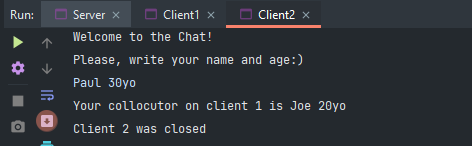 Run: Server × Client1 × Client2 ×
Welcome to the Chat!
Please, write your name and age:)
Paul 30yo
Your collocutor on client 1 is Joe 20yo
Client 2 was closed